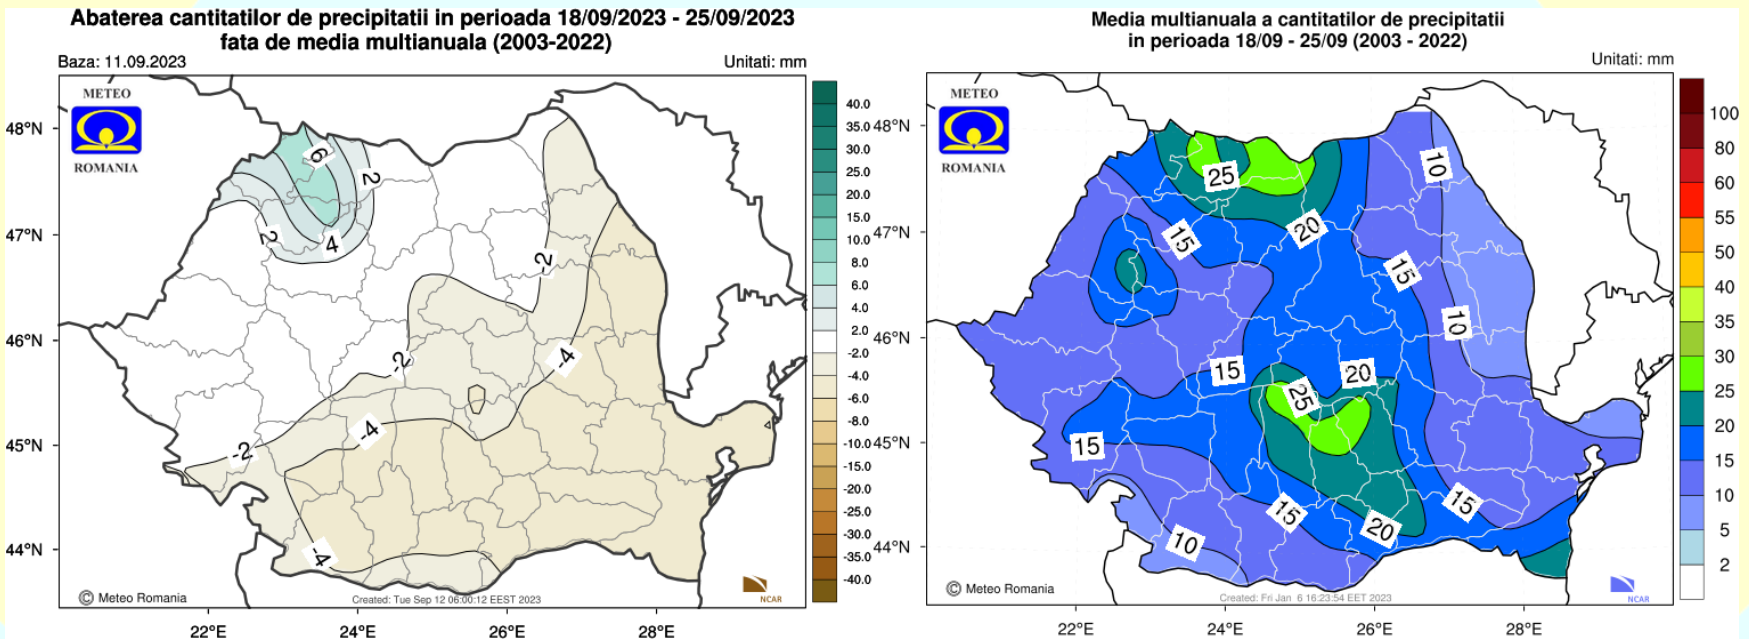 Abaterea cantitatilor de precipitatii in perioada 18/09/2023 - 25/09/2023
fata de media multianuala (2003-2022)
Baza: 11.09.2023
Unitati: mm
METEO
ROMANIA
48°N
47°N
46°N
45°N
44°N
22°E
24°E
26°E
28°E
6
2
2
4
-2
-2
-4
-4
-2
-4
40.0
35.0
30.0
25.0
20.0
15.0
10.0
8.0
6.0
4.0
2.0
-2.0
-4.0
-6.0
-8.0
-10.0
-15.0
-20.0
-25.0
-30.0
-35.0
-40.0
© Meteo Romania
Created: Tue Sep 12 06:00:12 EEST 2023
NCAR
Media multianuala a cantitatilor de precipitatii
in perioada 18/09 - 25/09 (2003 - 2022)
Unitati: mm
METEO
ROMANIA
48°N
47°N
46°N
45°N
44°N
22°E
24°E
26°E
28°E
10
25
20
15
15
10
15
20
25
15
15
15
20
10
100
80
60
55
50
40
35
30
25
20
15
10
5
2
© Meteo Romania
Created: Fri Jan 6 16:23:54 EET 2023
NCAR